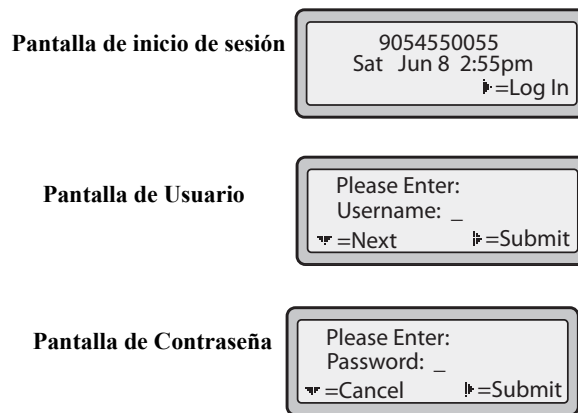 Pantalla de inicio de sesión
9054550055
Sat Jun 8 2:55pm
=Log In
Pantalla de Usuario
Please Enter:
Username: _
=Next =Submit
Pantalla de Contraseña
Please Enter:
Password: _
=Cancel =Submit